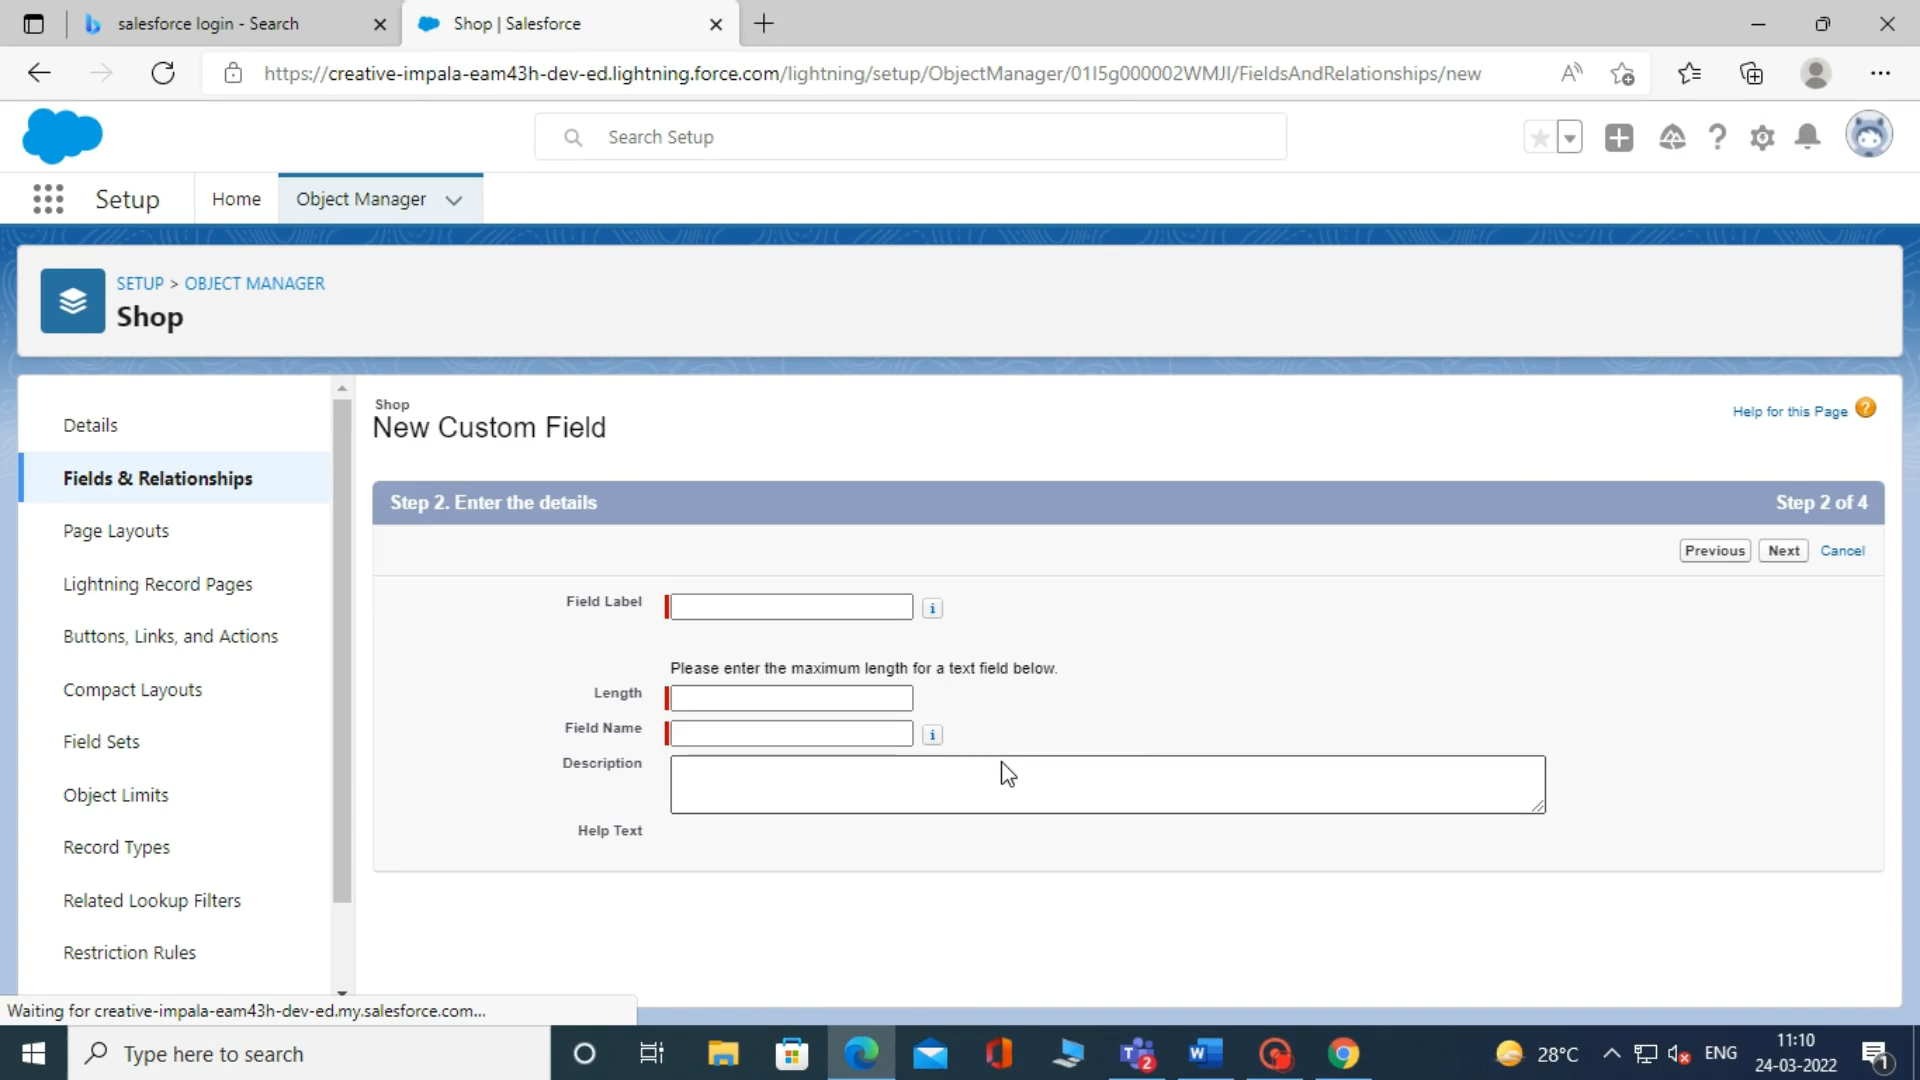 salesforce login - Search
Shop | Salesforce
https://creative-impala-eam43h-dev-ed.lightning.force.com/lightning/setup/ObjectManager/01I5g000002WMJI/FieldsAndRelationships/new
Search Setup
Setup
Home
Object Manager
SETUP > OBJECT MANAGER
Shop
Details
Fields & Relationships
Page Layouts
Lightning Record Pages
Buttons, Links, and Actions
Compact Layouts
Field Sets
Object Limits
Record Types
Related Lookup Filters
Restriction Rules
Shop
New Custom Field
Help for this Page
Step 2. Enter the details
Step 2 of 4
Previous
Next
Cancel
Field Label
Please enter the maximum length for a text field below.
Length
Field Name
Description
Help Text
Waiting for creative-impala-eam43h-dev-ed.my.salesforce.com...
Type here to search
2
28°C
ENG
11:10
24-03-2022
1